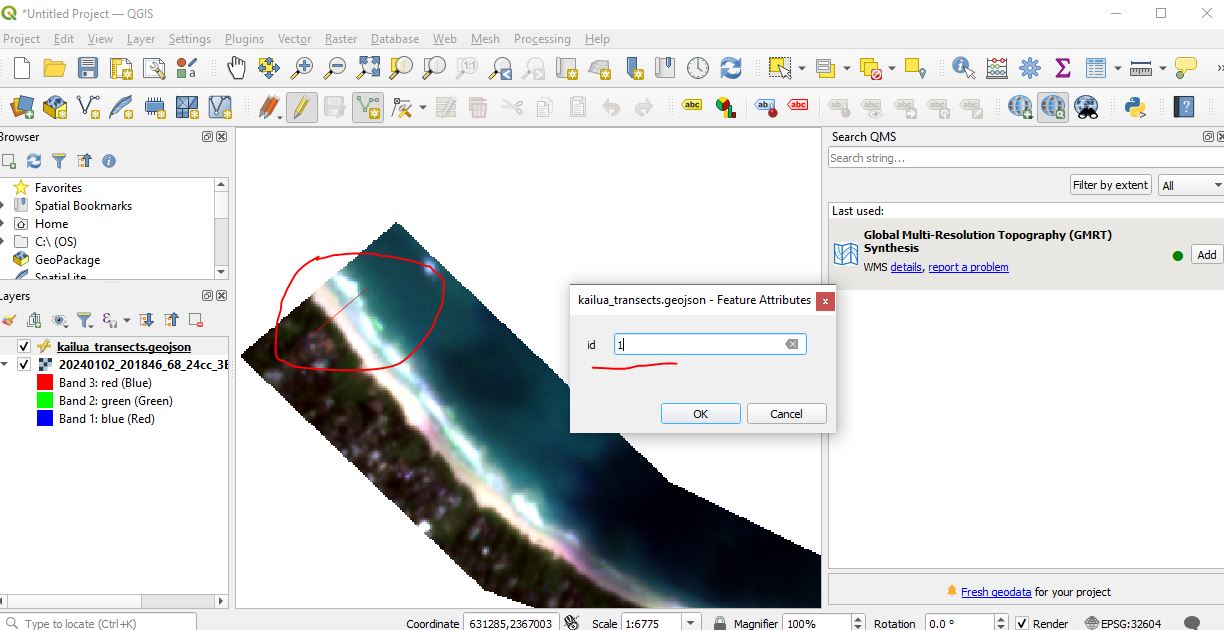 *Untitled Project — QGIS
Project Edit View Layer Settings Plugins Vector Raster Database Web Mesh Processing Help
Browser
Favorites
Spatial Bookmarks
Home
C:\ (OS)
GeoPackage
SpatiaLite
Layers
kailua_transects.geojson
20240102_201846_68_24cc_3B
Band 3: red (Blue)
Band 2: green (Green)
Band 1: blue (Red)
kailua_transects.geojson - Feature Attributes
id 1
OK Cancel
Search QMS
Search string...
Filter by extent All
Last used:
Global Multi-Resolution Topography (GMRT)
Synthesis
WMS details, report a problem
Add
Fresh geodata for your project
Type to locate (Ctrl+K) Coordinate 631285,2367003 Scale 1:6775 Magnifier 100% Rotation 0.0 ° Render EPSG:32604